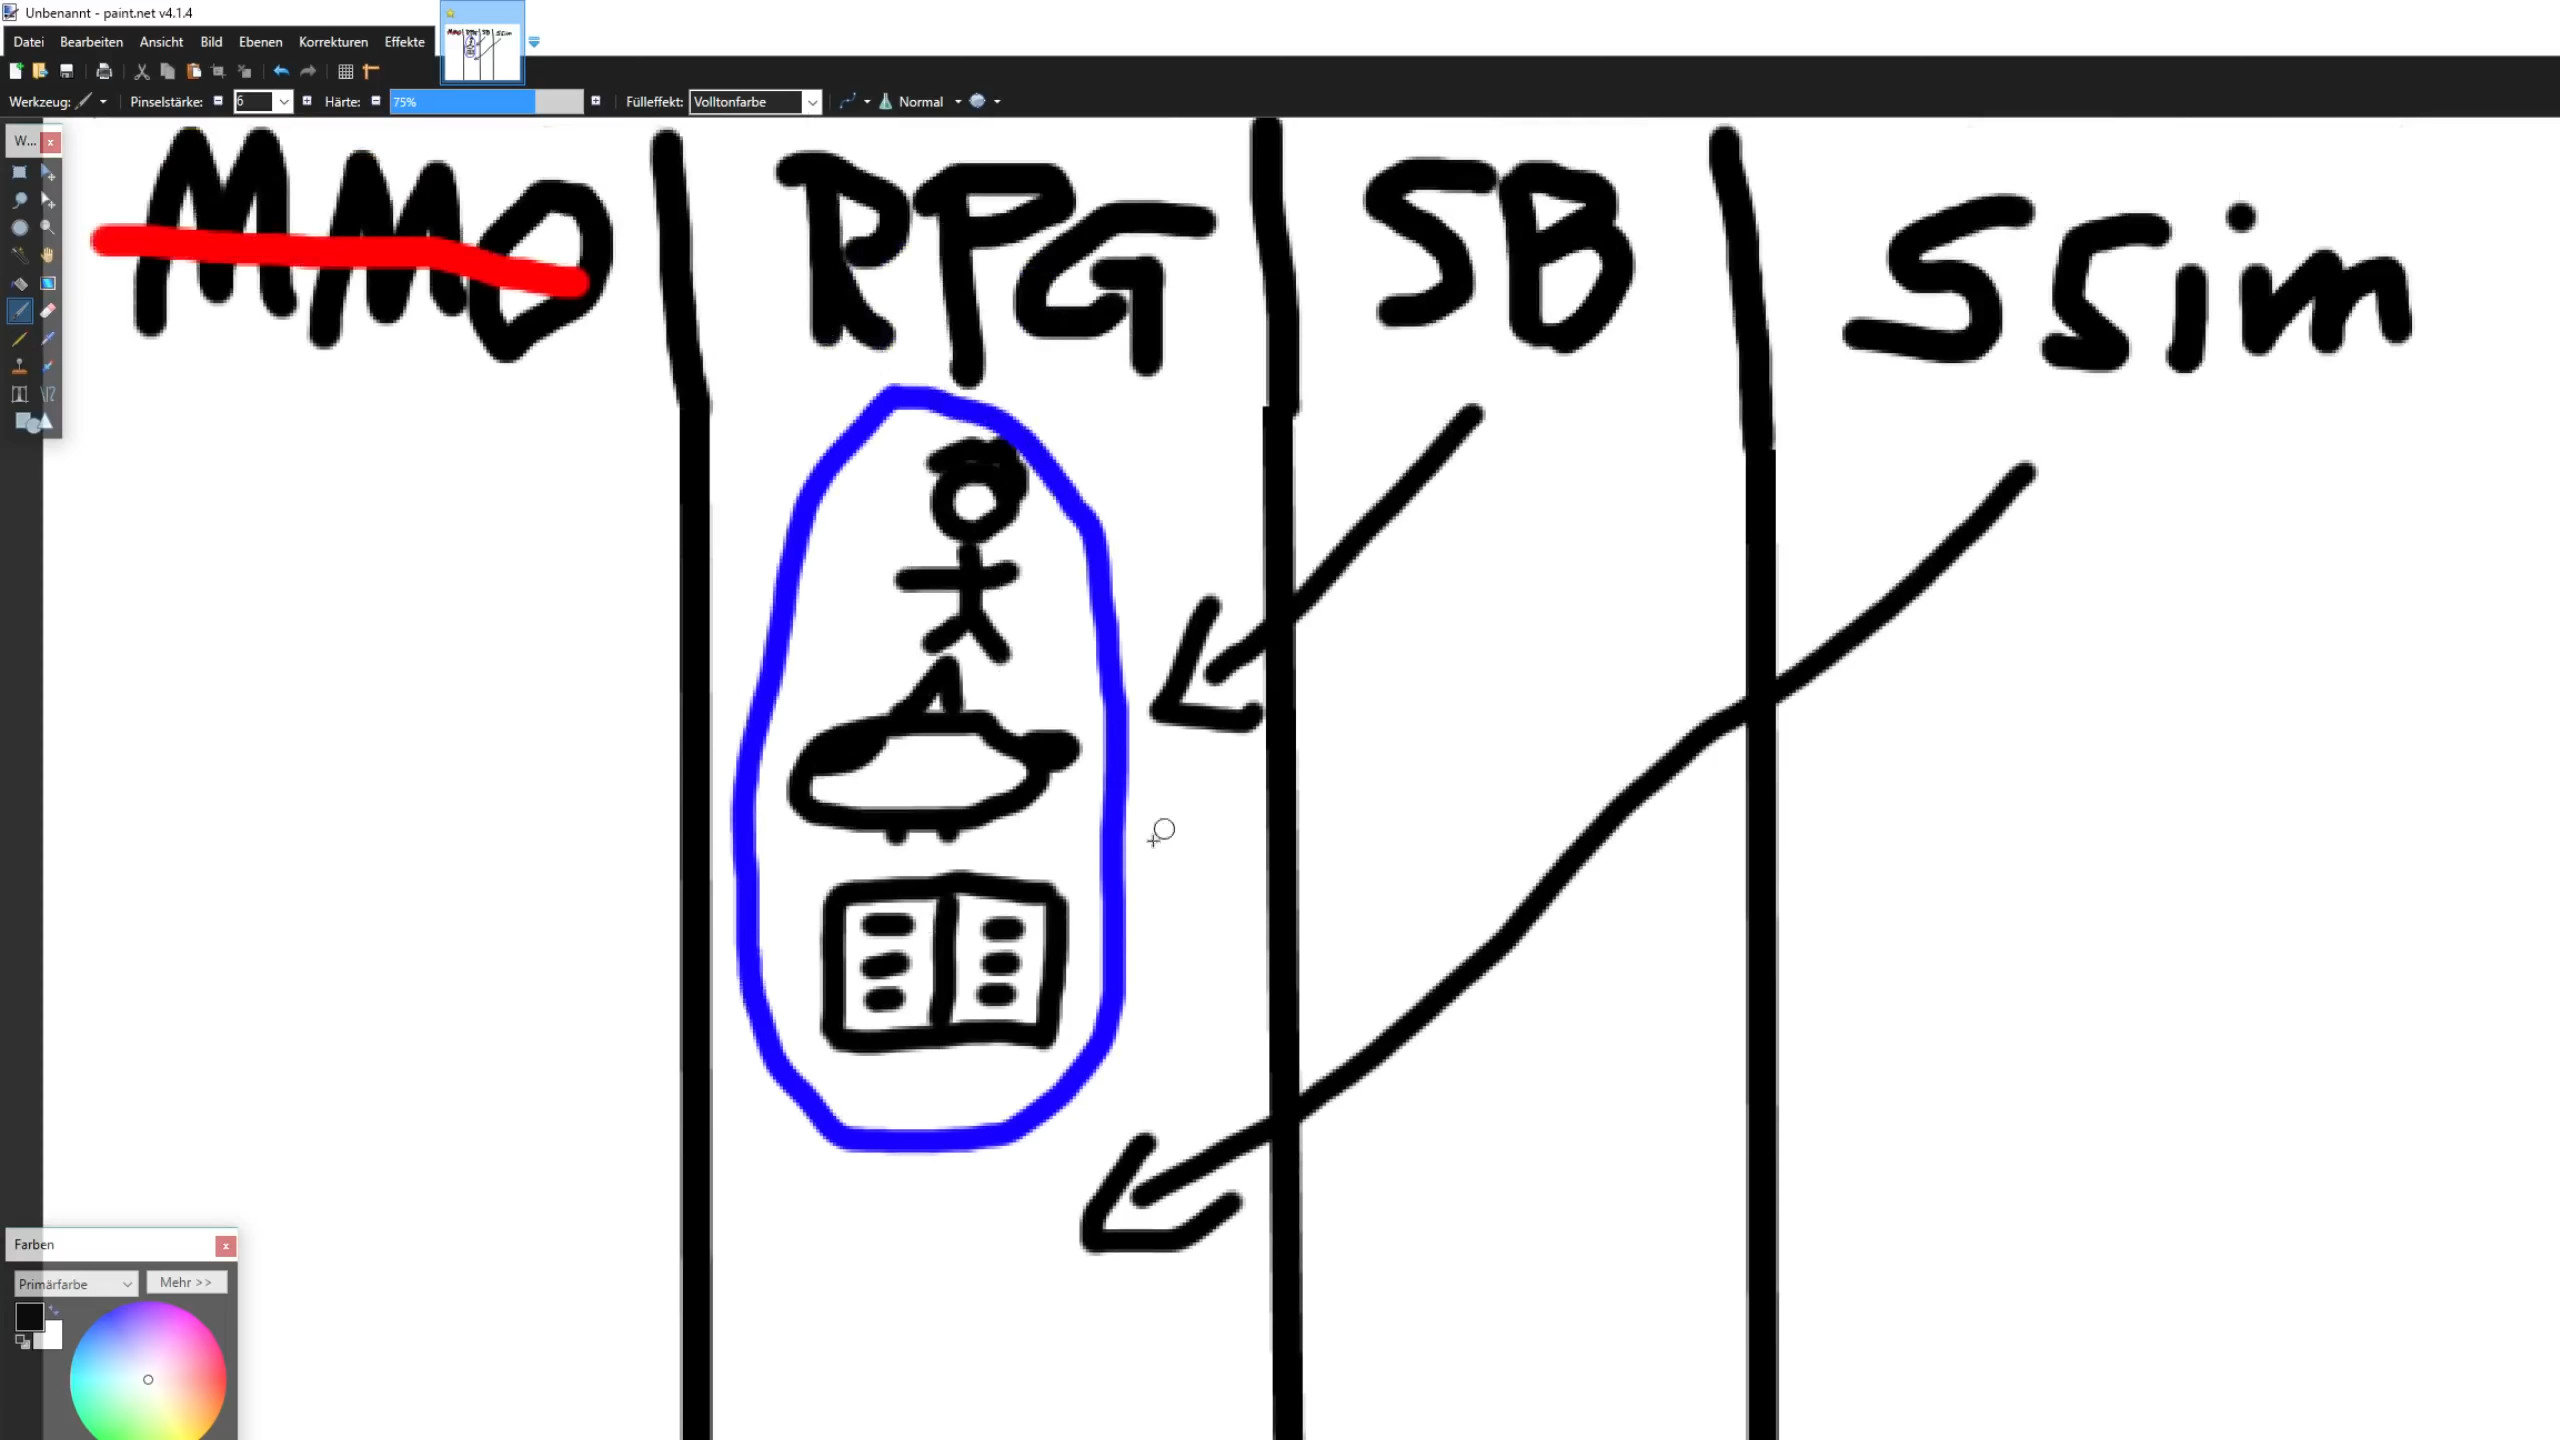 Unbenannt - paint.net v4.1.4
Datei Bearbeiten Ansicht Bild Ebenen Korrekturen Effekte
Werkzeug: Pinselstärke: 6 Härte: 75% Fülleffekt: Volltonfarbe Normal
W...
MMO RPG SB SSim
Farben
Primärfarbe Mehr >>